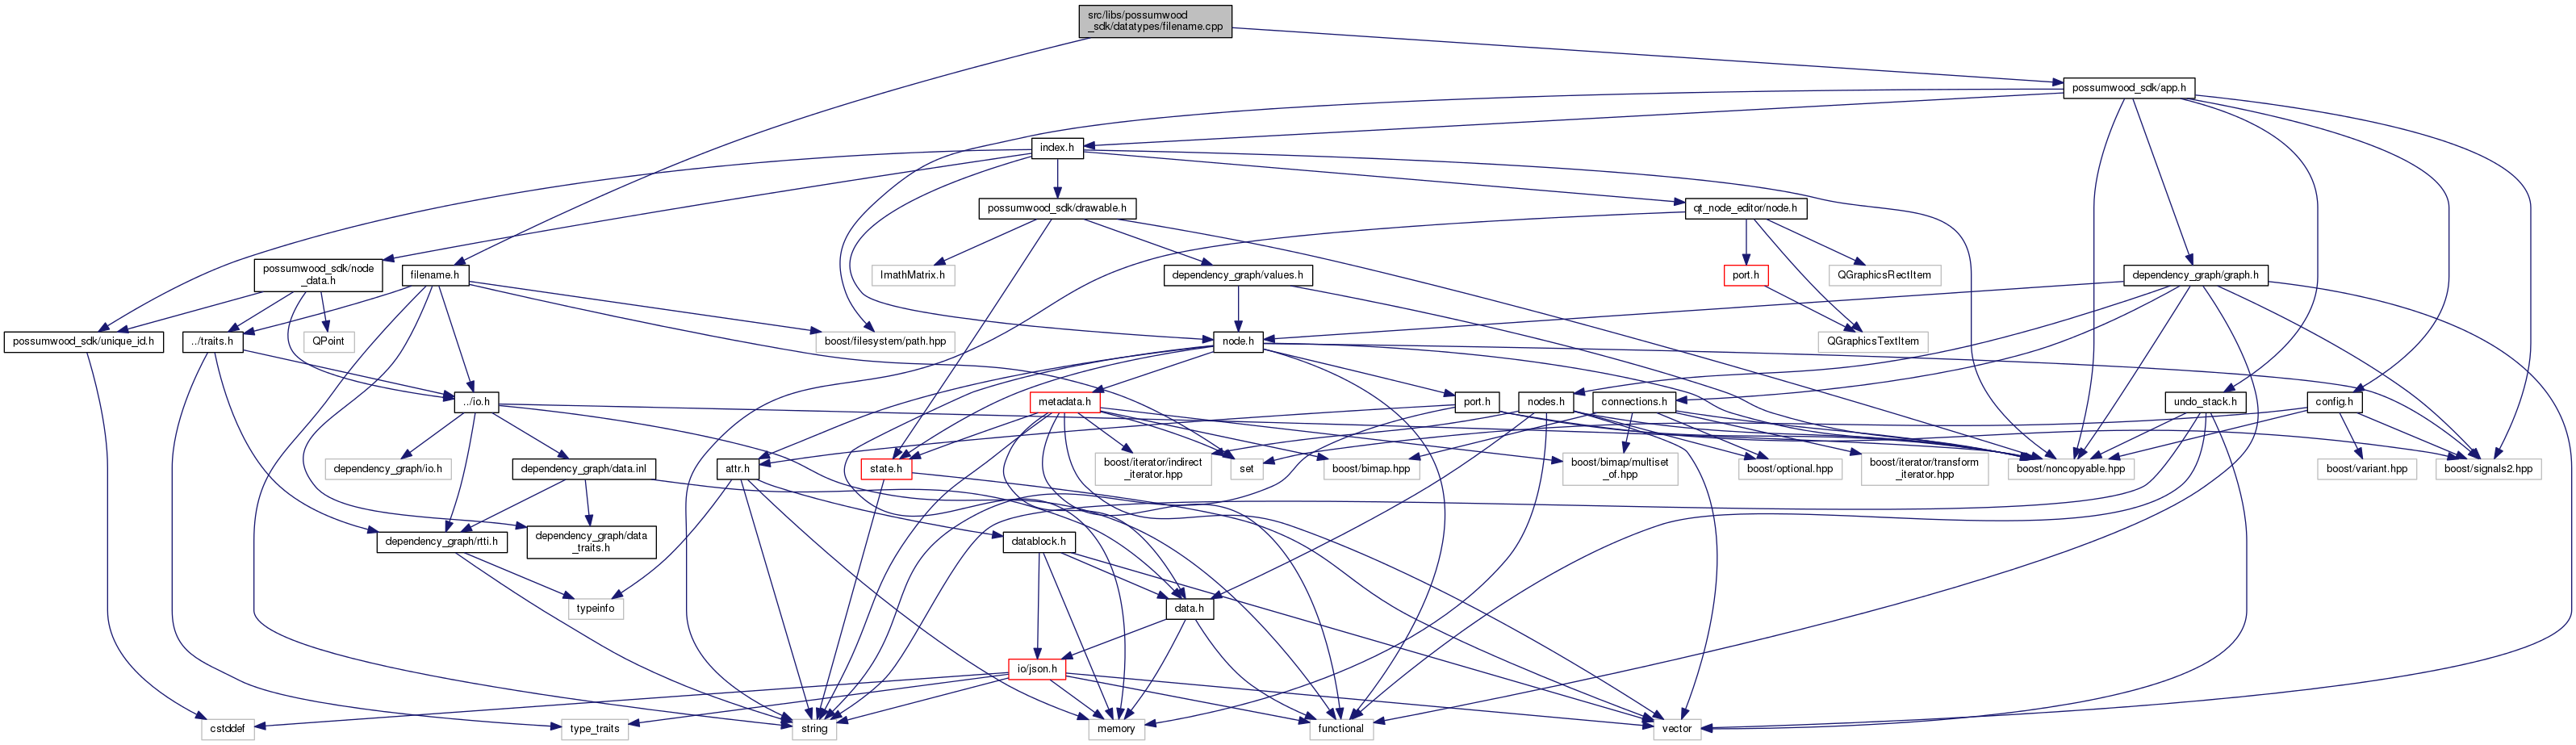 src/libs/possumwood
_sdk/datatypes/filename.cpp
possumwood_sdk/app.h
index.h
possumwood_sdk/drawable.h
qt_node_editor/node.h
possumwood_sdk/node
_data.h
filename.h
ImathMatrix.h
dependency_graph/values.h
port.h
QGraphicsRectItem
dependency_graph/graph.h
possumwood_sdk/unique_id.h
../traits.h
QPoint
boost/filesystem/path.hpp
node.h
QGraphicsTextItem
../io.h
metadata.h
port.h
nodes.h
connections.h
undo_stack.h
config.h
dependency_graph/io.h
dependency_graph/data.inl
attr.h
state.h
boost/iterator/indirect
_iterator.hpp
set
boost/bimap.hpp
boost/bimap/multiset
_of.hpp
boost/optional.hpp
boost/iterator/transform
_iterator.hpp
boost/noncopyable.hpp
boost/variant.hpp
boost/signals2.hpp
dependency_graph/rtti.h
dependency_graph/data
_traits.h
datablock.h
typeinfo
data.h
io/json.h
cstddef
type_traits
string
memory
functional
vector